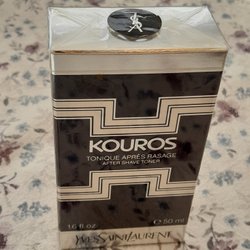 KOUROS
TONIQUE APRÈS RASAGE
AFTER SHAVE TONER
1.6 fl.oz e 50 ml
YVES SAINT LAURENT